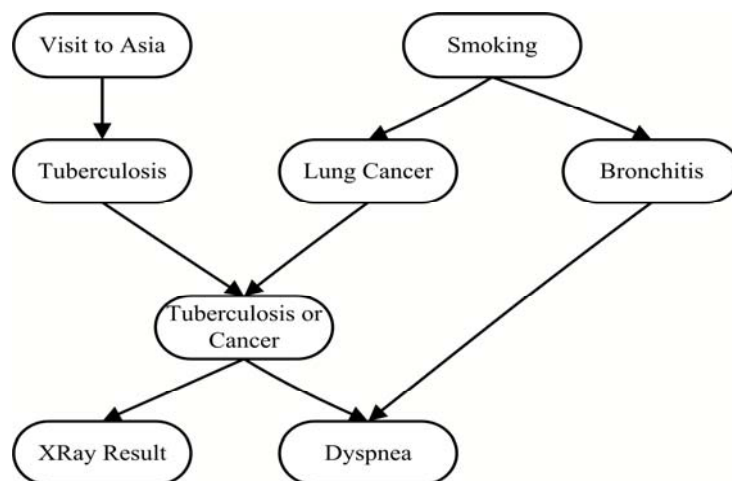 Visit to Asia
Smoking
Tuberculosis
Lung Cancer
Bronchitis
Tuberculosis or
Cancer
XRay Result
Dyspnea